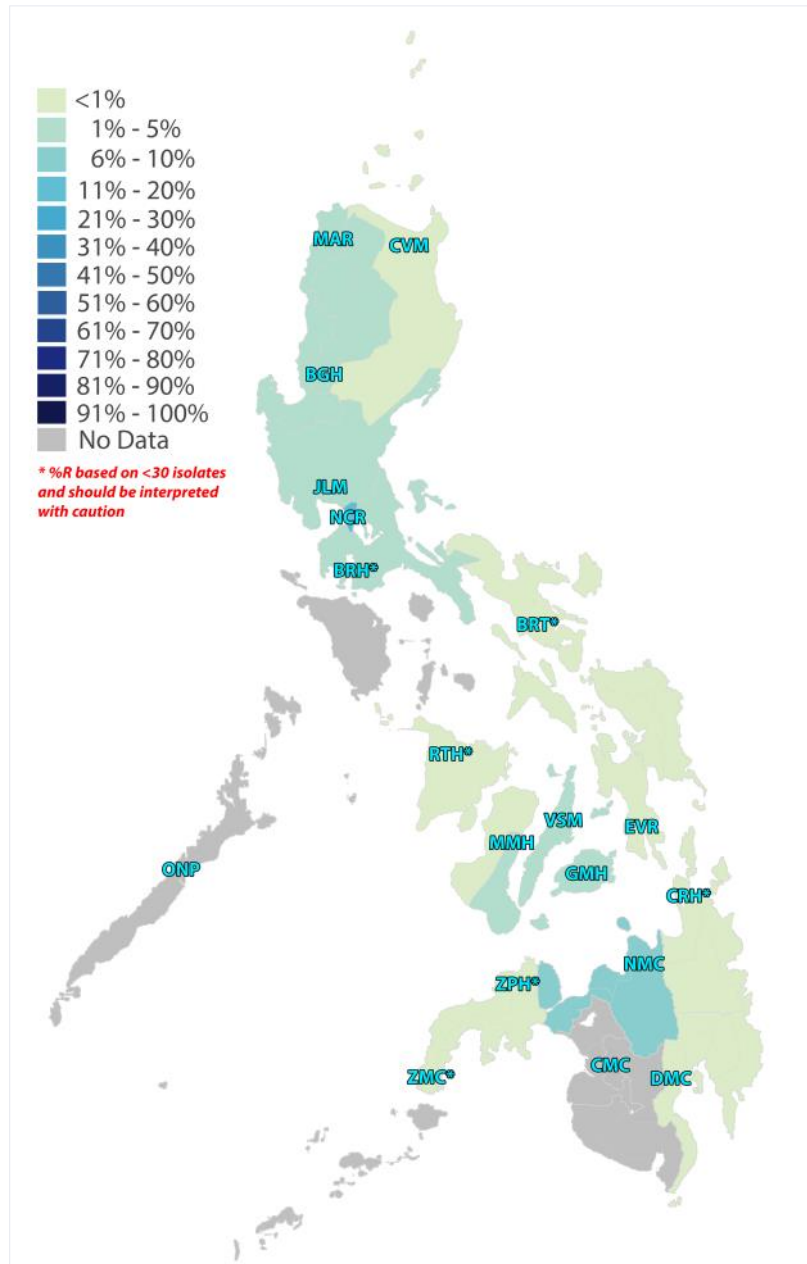 <1%
1% - 5%
6% - 10%
11% - 20%
21% - 30%
31% - 40%
41% - 50%
51% - 60%
61% - 70%
71% - 80%
81% - 90%
91% - 100%
No Data
* %R based on <30 isolates
and should be interpreted
with caution
MAR
CVM
BGH
JLM
NCR
BRH*
BRT*
RTH*
VSM
MMH
EVR
GMH
ONP
CRH*
NMC
ZPH*
CMC
DMC
ZMC*